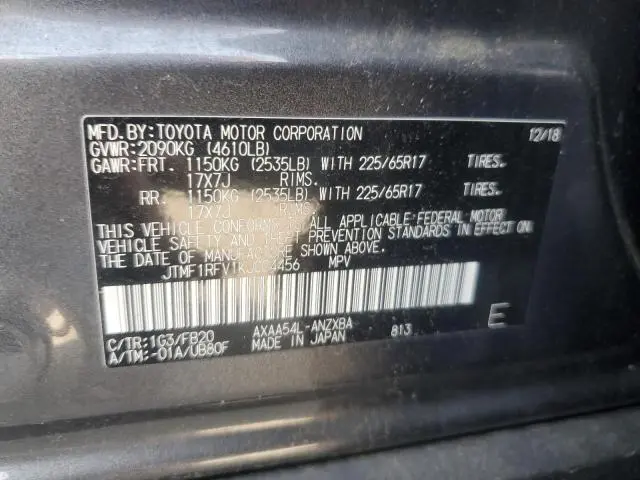 MFD.BY:TOYOTA MOTOR CORPORATION 12/18
GVWR:2090KG (4610LB)
GAWR:FRT. 1150KG (2535LB) WITH 225/65R17 TIRES.
17X7J RIMS.
RR. 1150KG (2535LB) WITH 225/65R17 TIRES.
17X7J RIMS.
THIS VEHICLE CONFORMS TO ALL APPLICABLE FEDERAL MOTOR
VEHICLE SAFETY AND THEFT PREVENTION STANDARDS IN EFFECT ON
THE DATE OF MANUFACTURE SHOWN ABOVE.
MPV
C/TR:1G3/FB20 AXAA54L-ANZXBA 813 E
A/TM:-01A/UB80F MADE IN JAPAN